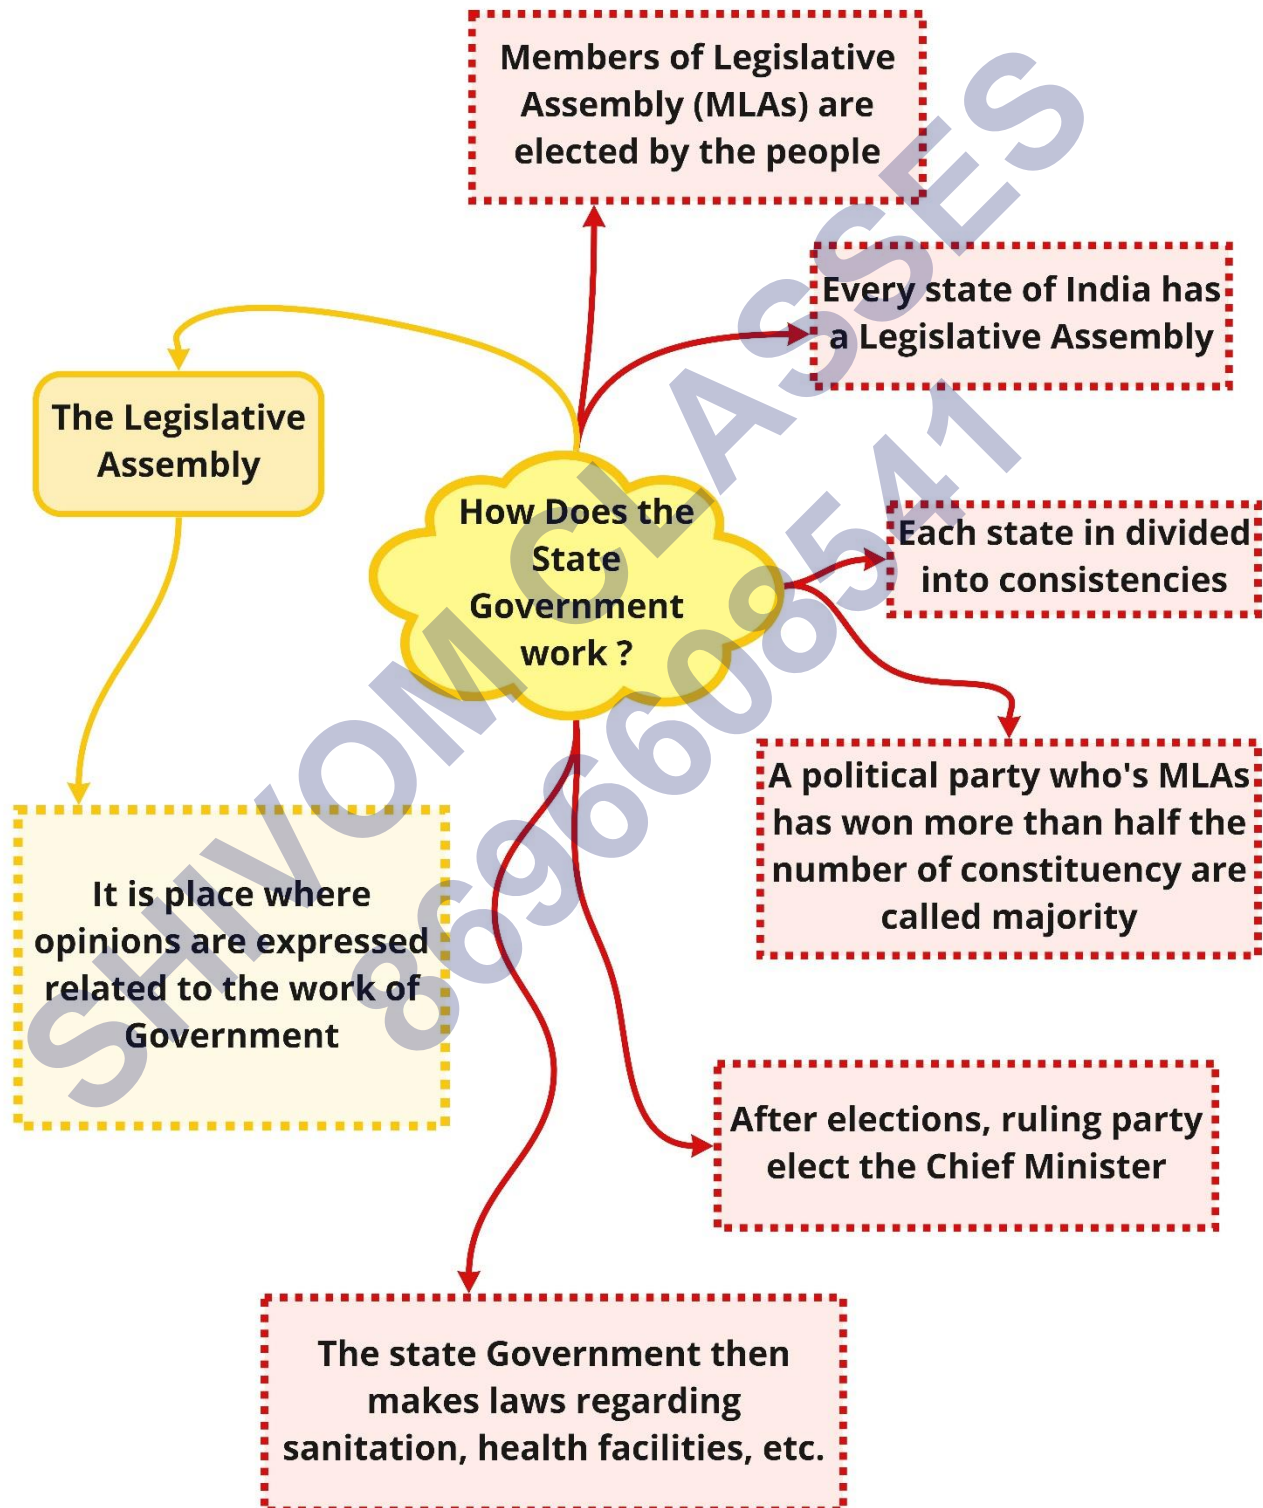 Members of Legislative
Assembly (MLAs) are
elected by the people
Every state of India has
a Legislative Assembly
The Legislative
Assembly
How Does the
State
Government
work ?
Each state in divided
into consistencies
A political party who's MLAs
has won more than half the
number of constituency are
called majority
It is place where
opinions are expressed
related to the work of
Government
After elections, ruling party
elect the Chief Minister
The state Government then
makes laws regarding
sanitation, health facilities, etc.
SHIVOM CLASSES
8696608541